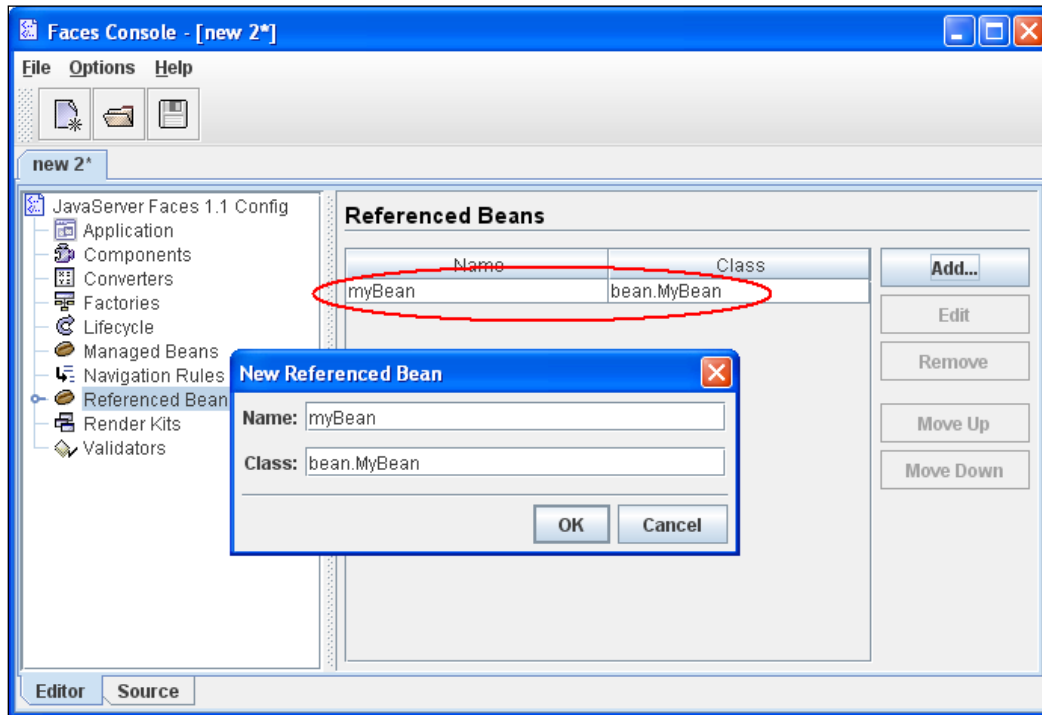 Faces Console - [new 2*]
File Options Help
new 2*
JavaServer Faces 1.1 Config
Application
Components
Converters
Factories
Lifecycle
Managed Beans
Navigation Rules
Referenced Bean
Render Kits
Validators
Referenced Beans
Name Class
myBean bean.MyBean
Add...
Edit
Remove
Move Up
Move Down
New Referenced Bean
Name: myBean
Class: bean.MyBean
OK Cancel
Editor Source